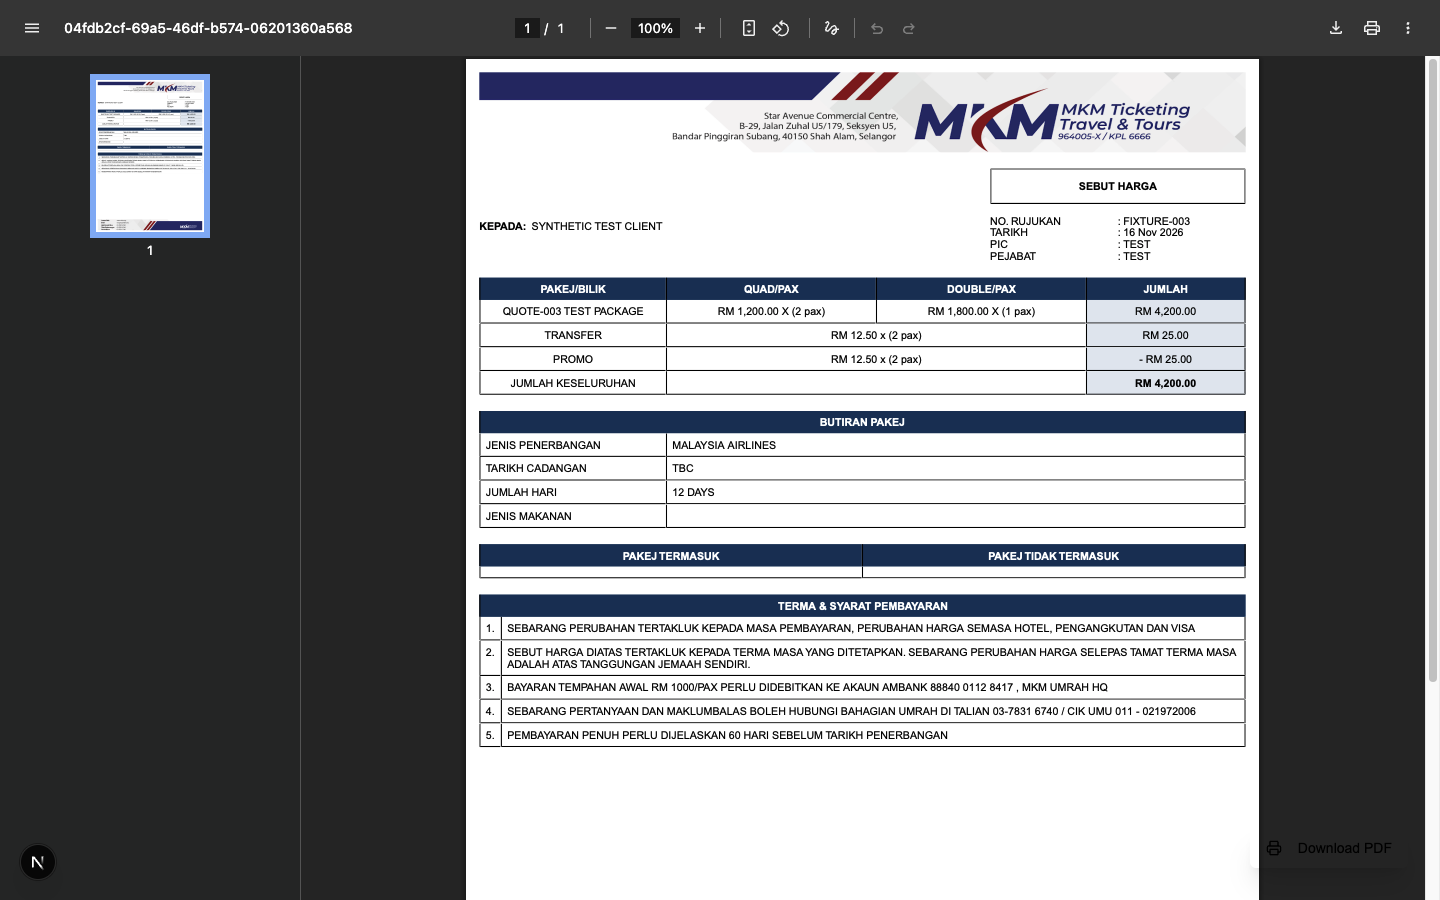 04fdb2cf-69a5-46df-b574-06201360a568
1 / 1
100%
1
Star Avenue Commercial Centre,
B-29, Jalan Zuhal U5/179, Seksyen U5,
Bandar Pinggiran Subang, 40150 Shah Alam, Selangor
MKM
MKM Ticketing
Travel & Tours
964005-X / KPL 6666
SEBUT HARGA
KEPADA: SYNTHETIC TEST CLIENT
NO. RUJUKAN : FIXTURE-003
TARIKH : 16 Nov 2026
PIC : TEST
PEJABAT : TEST
PAKEJ/BILIK QUAD/PAX DOUBLE/PAX JUMLAH
QUOTE-003 TEST PACKAGE RM 1,200.00 X (2 pax) RM 1,800.00 X (1 pax) RM 4,200.00
TRANSFER RM 12.50 x (2 pax) RM 25.00
PROMO RM 12.50 x (2 pax) - RM 25.00
JUMLAH KESELURUHAN RM 4,200.00
BUTIRAN PAKEJ
JENIS PENERBANGAN MALAYSIA AIRLINES
TARIKH CADANGAN TBC
JUMLAH HARI 12 DAYS
JENIS MAKANAN
PAKEJ TERMASUK PAKEJ TIDAK TERMASUK
TERMA & SYARAT PEMBAYARAN
1. SEBARANG PERUBAHAN TERTAKLUK KEPADA MASA PEMBAYARAN, PERUBAHAN HARGA SEMASA HOTEL, PENGANGKUTAN DAN VISA
2. SEBUT HARGA DIATAS TERTAKLUK KEPADA TERMA MASA YANG DITETAPKAN. SEBARANG PERUBAHAN HARGA SELEPAS TAMAT TERMA MASA
ADALAH ATAS TANGGUNGAN JEMAAH SENDIRI.
3. BAYARAN TEMPAHAN AWAL RM 1000/PAX PERLU DIDEBITKAN KE AKAUN AMBANK 88840 0112 8417 , MKM UMRAH HQ
4. SEBARANG PERTANYAAN DAN MAKLUMBALAS BOLEH HUBUNGI BAHAGIAN UMRAH DI TALIAN 03-7831 6740 / CIK UMU 011 - 021972006
5. PEMBAYARAN PENUH PERLU DIJELASKAN 60 HARI SEBELUM TARIKH PENERBANGAN
Download PDF
N